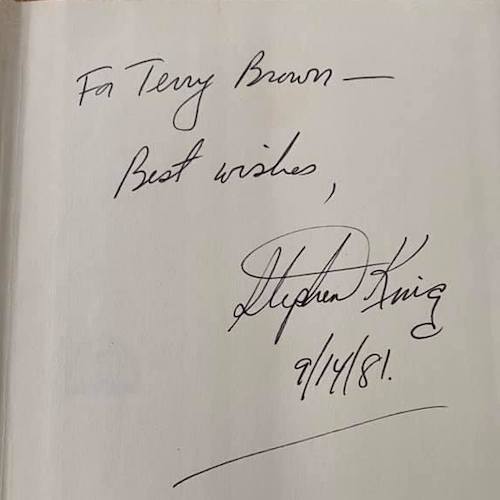 For Terry Brown —
Best wishes,
Stephen King
9/14/81.